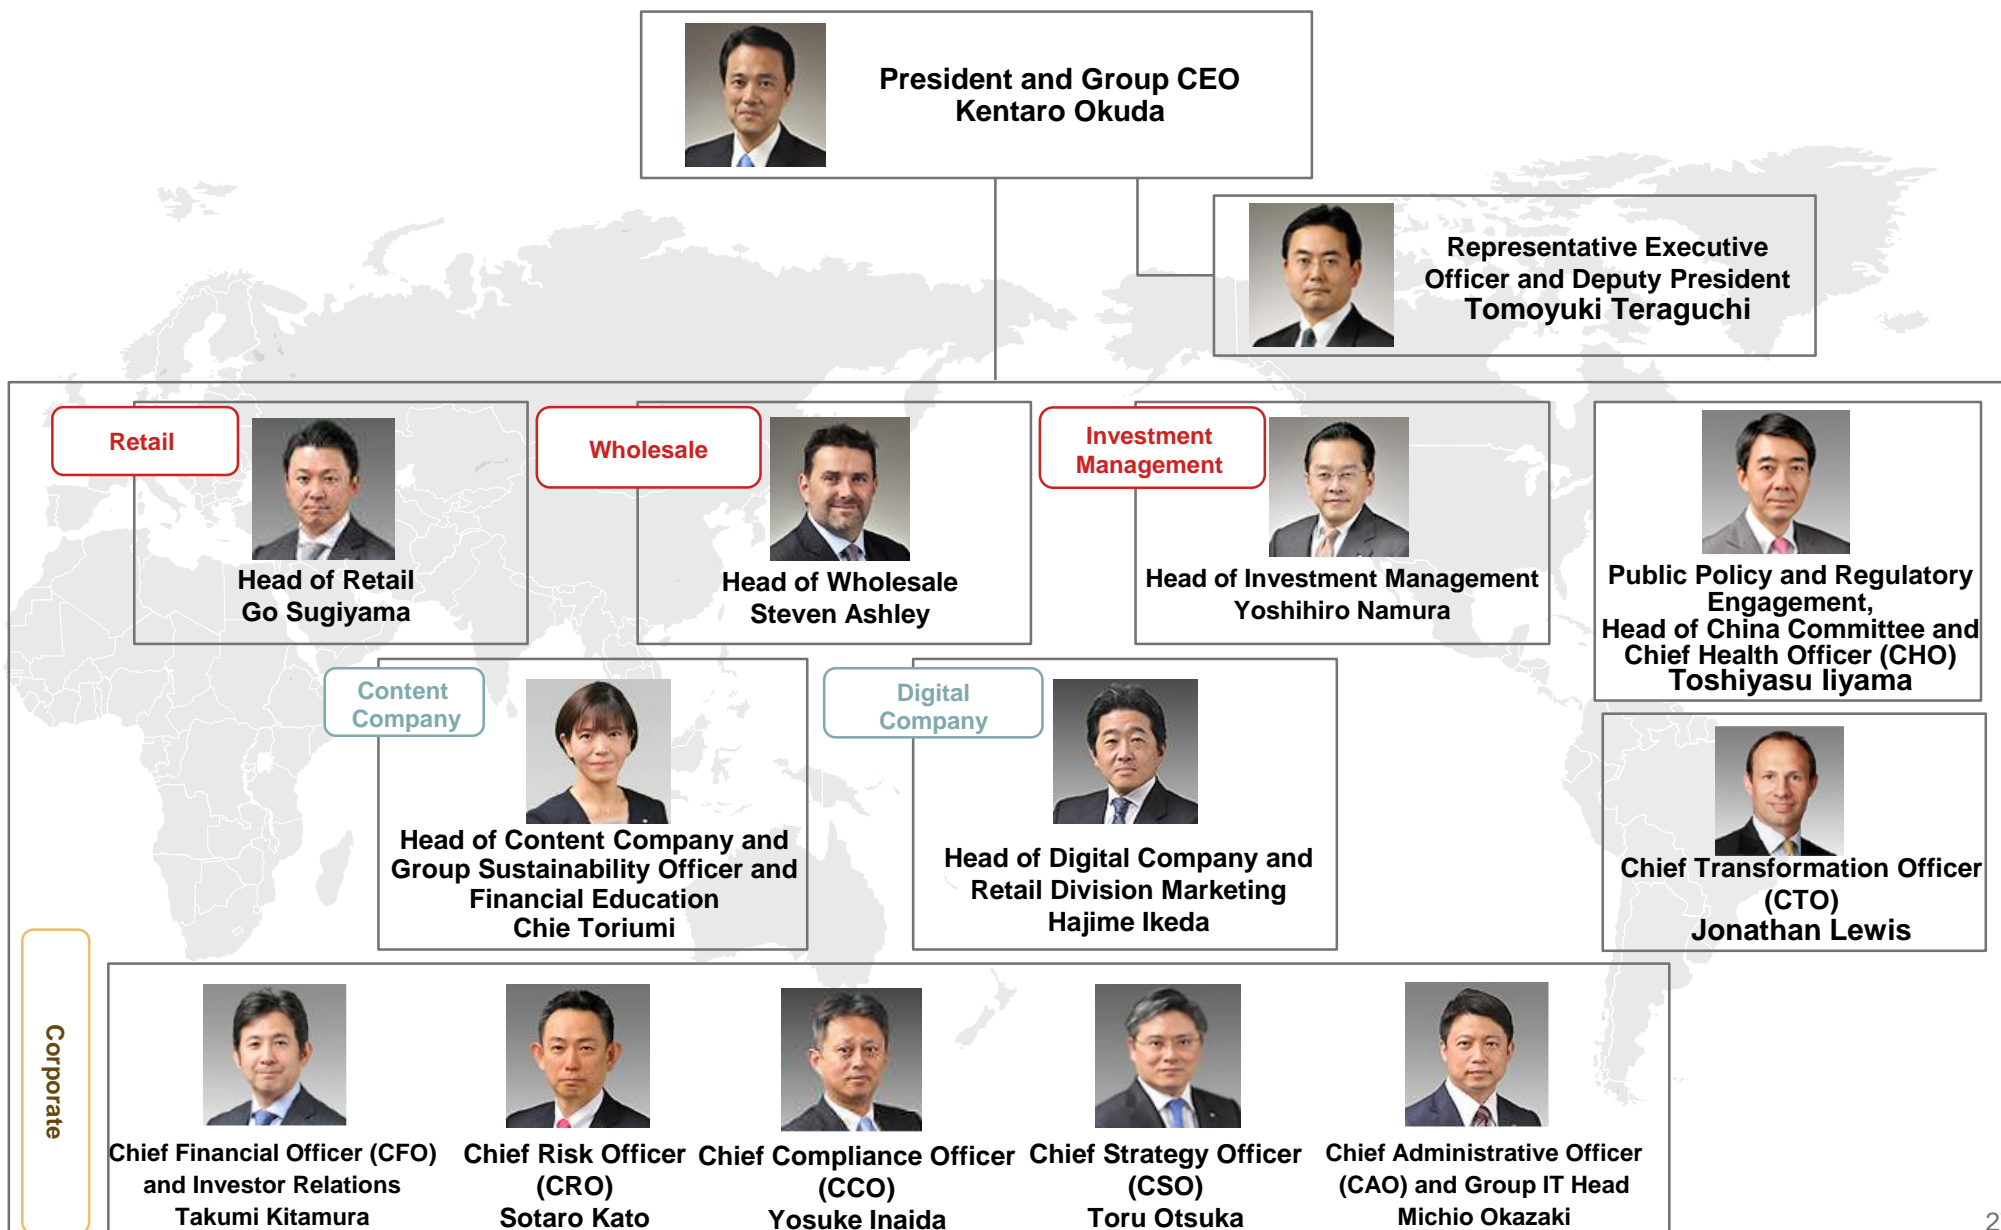 President and Group CEO
Kentaro Okuda
Representative Executive
Officer and Deputy President
Tomoyuki Teraguchi
Retail
Head of Retail
Go Sugiyama
Wholesale
Head of Wholesale
Steven Ashley
Investment
Management
Head of Investment Management
Yoshihiro Namura
Public Policy and Regulatory
Engagement,
Head of China Committee and
Chief Health Officer (CHO)
Toshiyasu Iiyama
Content
Company
Head of Content Company and
Group Sustainability Officer and
Financial Education
Chie Toriumi
Digital
Company
Head of Digital Company and
Retail Division Marketing
Hajime Ikeda
Chief Transformation Officer
(CTO)
Jonathan Lewis
Corporate
Chief Financial Officer (CFO)
and Investor Relations
Takumi Kitamura
Chief Risk Officer
(CRO)
Sotaro Kato
Chief Compliance Officer
(CCO)
Yosuke Inaida
Chief Strategy Officer
(CSO)
Toru Otsuka
Chief Administrative Officer
(CAO) and Group IT Head
Michio Okazaki
2